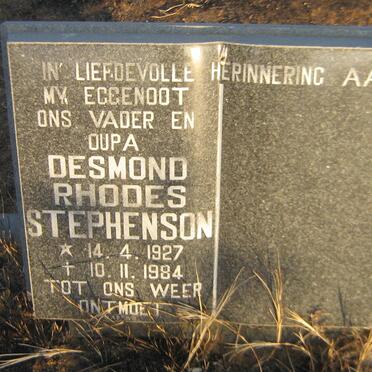 IN LIEFDEVOLLE HERINNERING AA
MY EGGENOOT
ONS VADER EN
OUPA
DESMOND
RHODES
STEPHENSON
* 14. 4. 1927
† 10. 11. 1984
TOT ONS WEER
ONTMOET